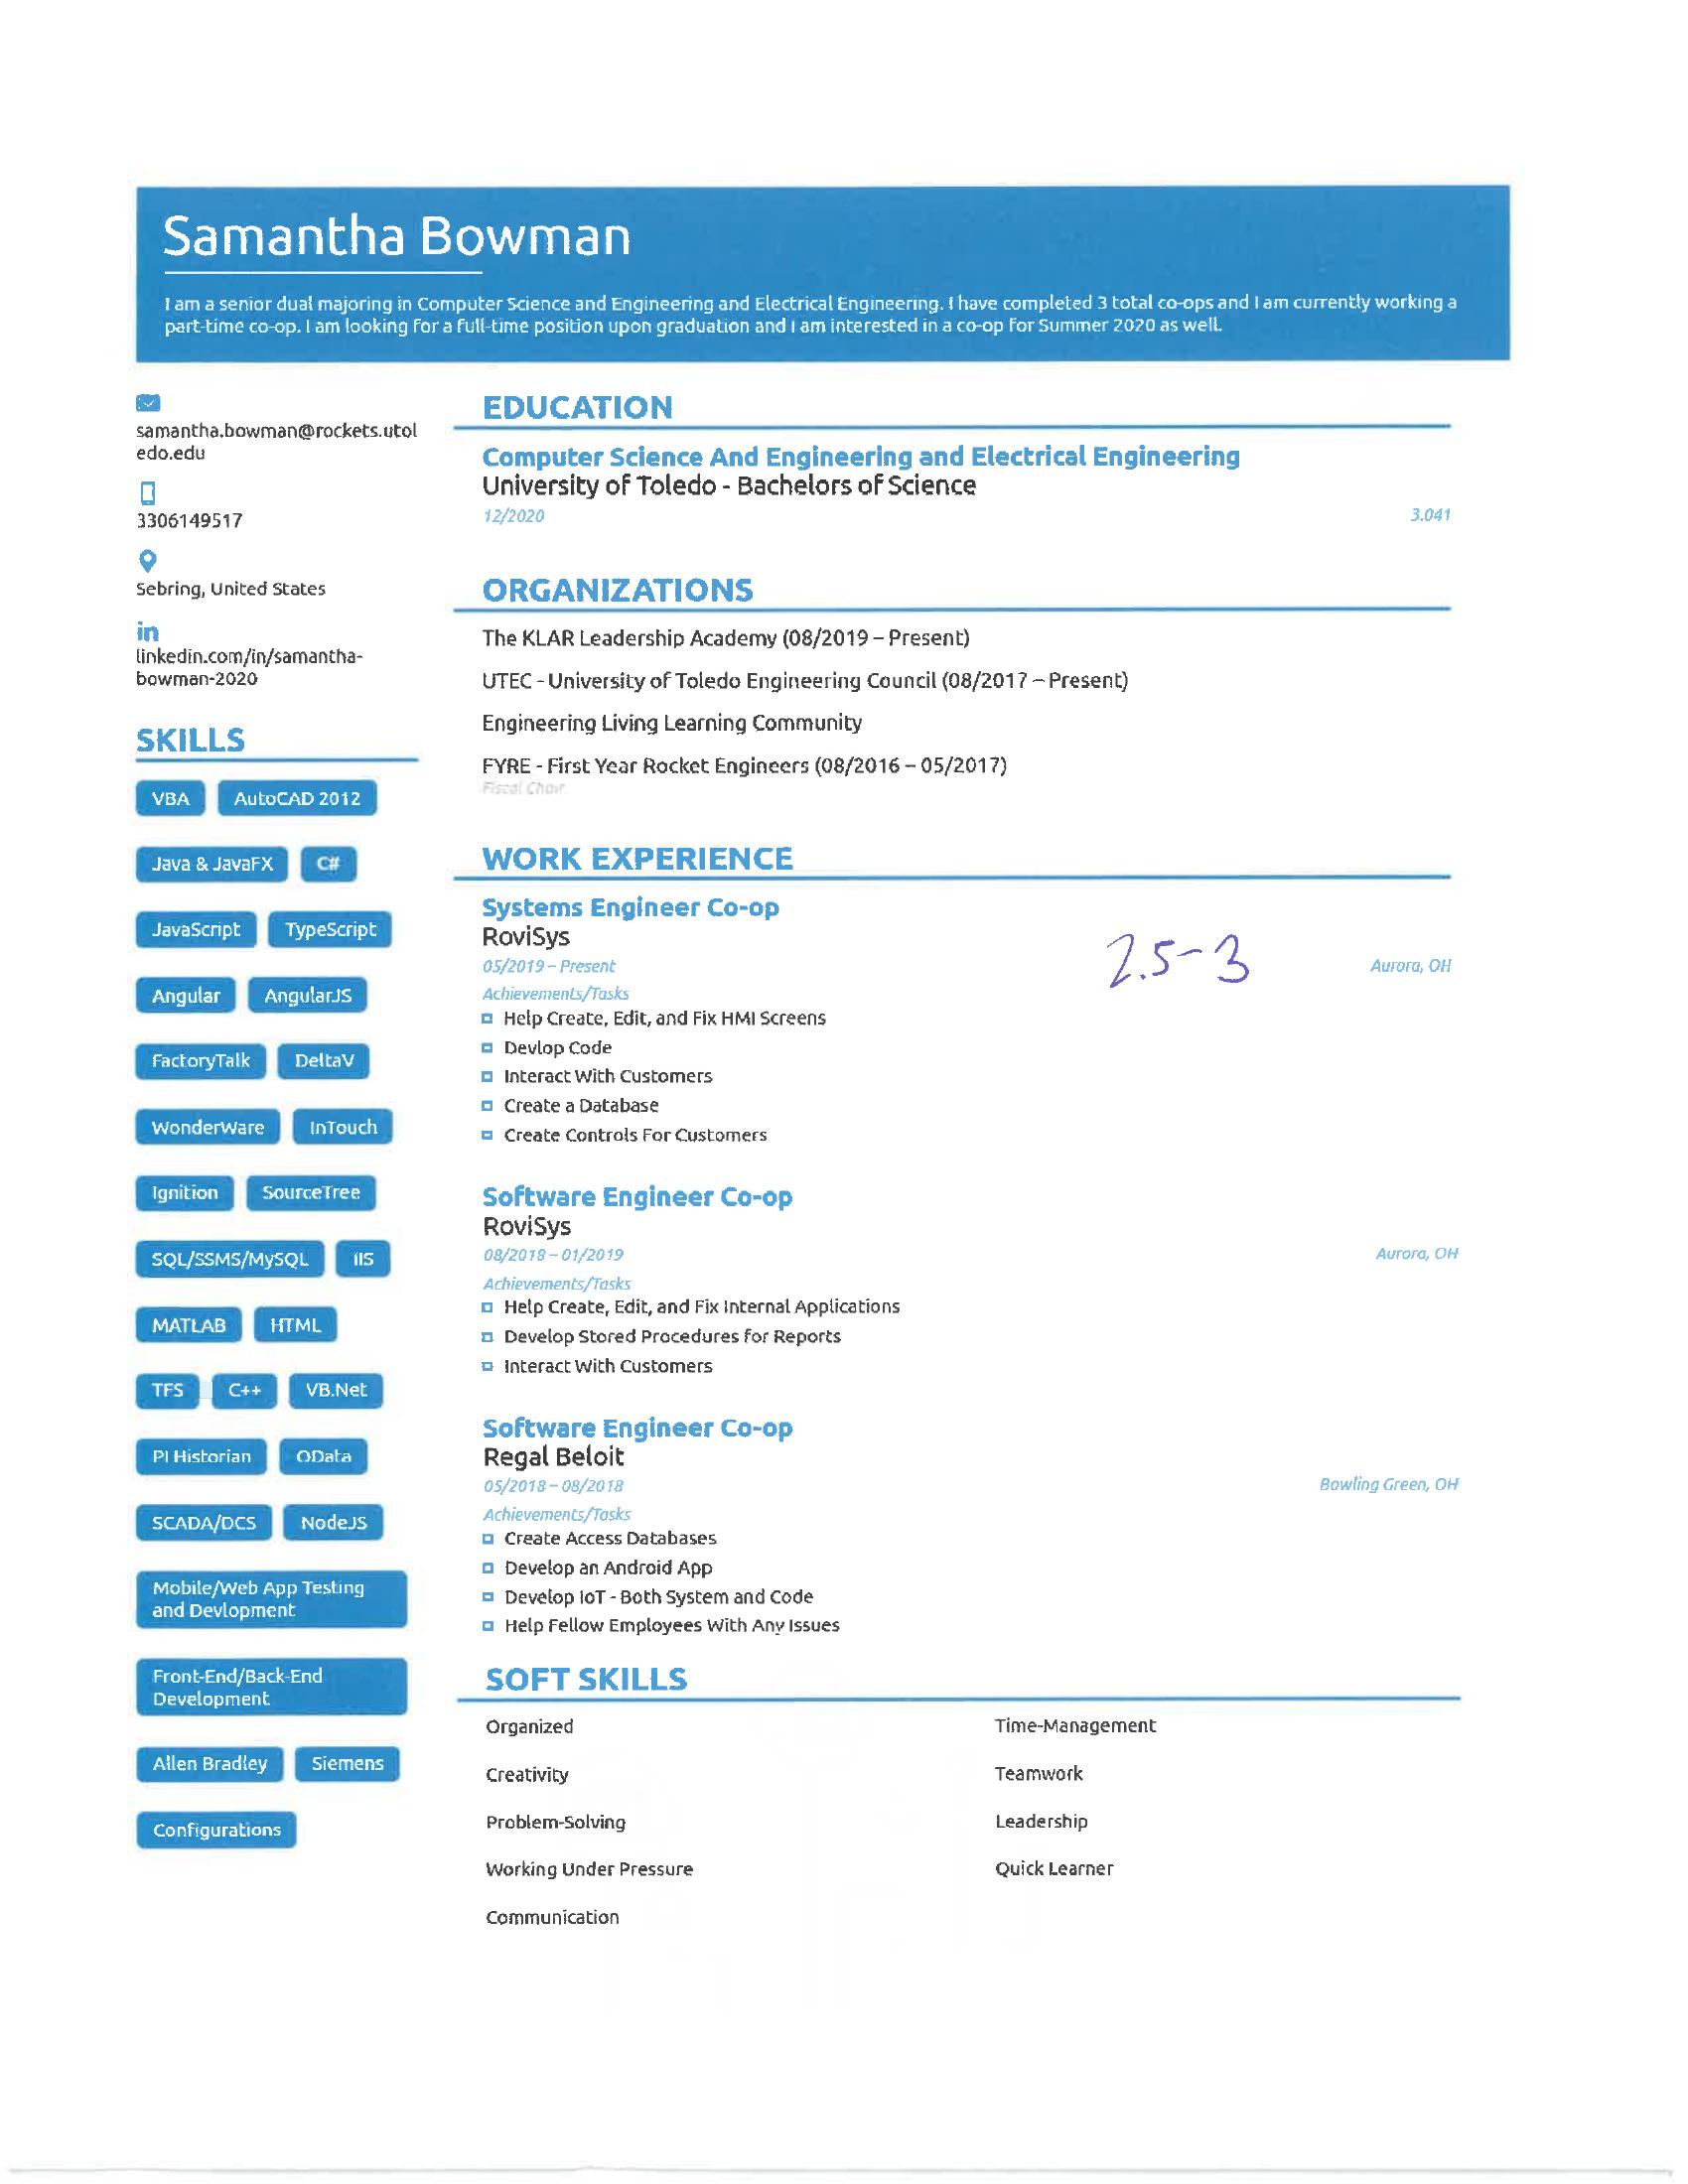 Samantha Bowman
I am a senior dual majoring in Computer Science and Engineering and Electrical Engineering. I have completed 3 total co-ops and I am currently working a
part-time co-op. I am looking for a full-time position upon graduation and I am interested in a co-op for Summer 2020 as well.
samantha.bowman@rockets.utol
edo.edu
3306149517
Sebring, United States
in
linkedin.com/in/samantha-
bowman-2020
SKILLS
VBA AutoCAD 2012
Java & JavaFX C#
JavaScript TypeScript
Angular AngularJS
FactoryTalk DeltaV
WonderWare InTouch
Ignition SourceTree
SQL/SSMS/MySQL IIS
MATLAB HTML
TFS C++ VB.Net
PI Historian OData
SCADA/DCS NodeJS
Mobile/Web App Testing
and Devlopment
Front-End/Back-End
Development
Allen Bradley Siemens
Configurations
EDUCATION
Computer Science And Engineering and Electrical Engineering
University of Toledo - Bachelors of Science
12/2020 3.041
ORGANIZATIONS
The KLAR Leadership Academy (08/2019 – Present)
UTEC - University of Toledo Engineering Council (08/2017 – Present)
Engineering Living Learning Community
FYRE - First Year Rocket Engineers (08/2016 – 05/2017)
Fiscal Chair
WORK EXPERIENCE
Systems Engineer Co-op
RoviSys
2.5-3
05/2019 – Present Aurora, OH
Achievements/Tasks
Help Create, Edit, and Fix HMI Screens
Devlop Code
Interact With Customers
Create a Database
Create Controls For Customers
Software Engineer Co-op
RoviSys
08/2018 – 01/2019 Aurora, OH
Achievements/Tasks
Help Create, Edit, and Fix Internal Applications
Develop Stored Procedures for Reports
Interact With Customers
Software Engineer Co-op
Regal Beloit
05/2018 – 08/2018 Bowling Green, OH
Achievements/Tasks
Create Access Databases
Develop an Android App
Develop IoT - Both System and Code
Help Fellow Employees With Any Issues
SOFT SKILLS
Organized Time-Management
Creativity Teamwork
Problem-Solving Leadership
Working Under Pressure Quick Learner
Communication